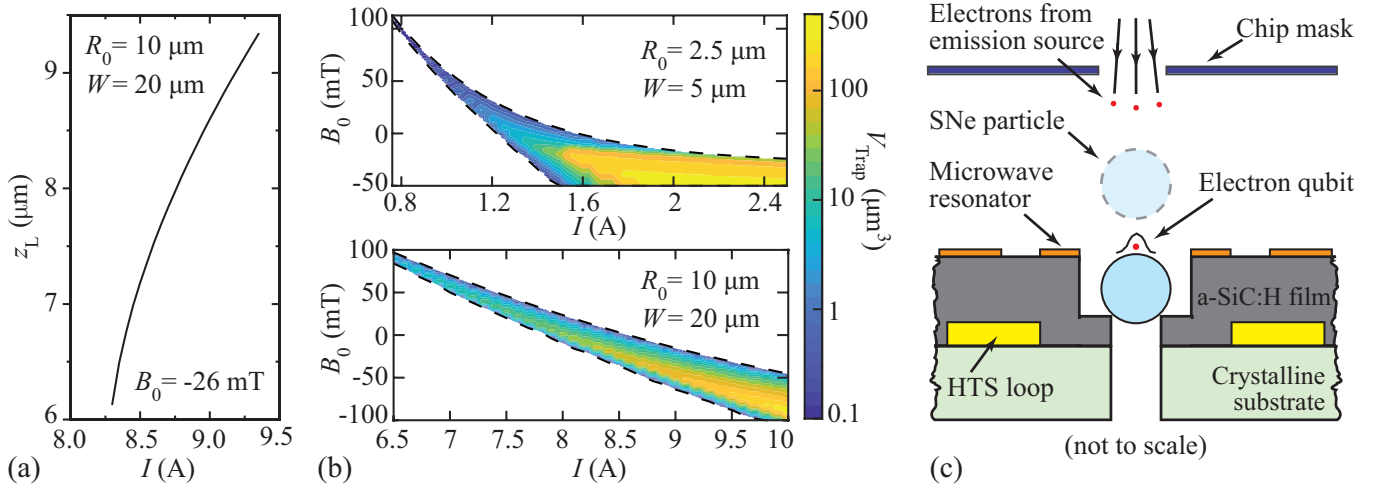 R₀= 10 μm
W= 20 μm
B₀= -26 mT
z_L (μm)
9
8
7
6
8.0
8.5
9.0
9.5
I (A)
(a)
100
50
0
-50
B₀ (mT)
R₀= 2.5 μm
W= 5 μm
0.8
1.2
1.6
2
2.4
I (A)
100
50
0
-50
-100
B₀ (mT)
R₀= 10 μm
W= 20 μm
6.5
7
7.5
8
8.5
9
9.5
10
I (A)
(b)
500
100
10
1
0.1
V_Trap (μm³)
Electrons from
emission source
Chip mask
SNe particle
Microwave
resonator
Electron qubit
a-SiC:H film
HTS loop
Crystalline
substrate
(not to scale)
(c)